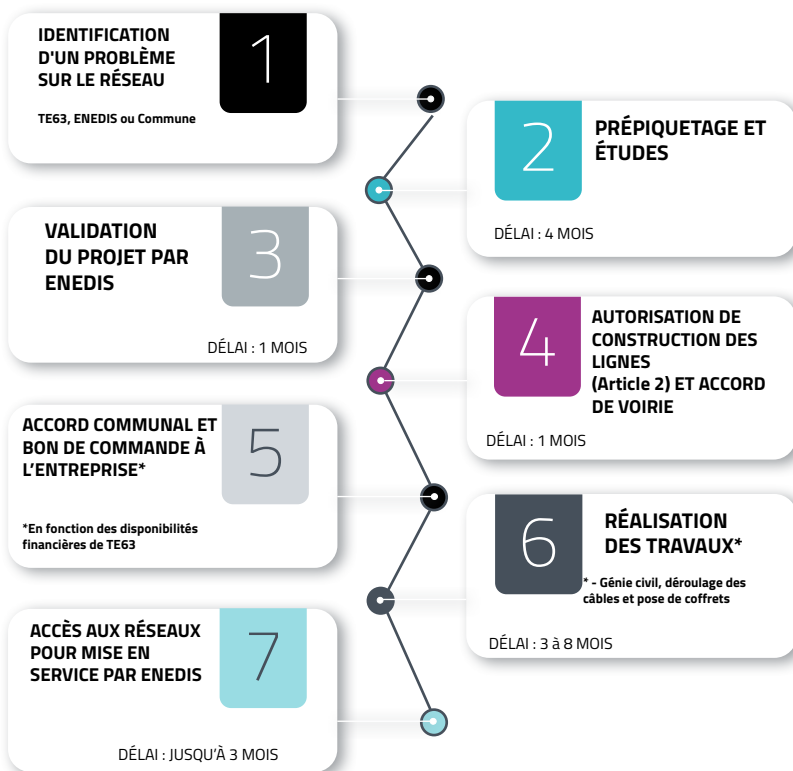 1
IDENTIFICATION
D'UN PROBLÈME
SUR LE RÉSEAU
TE63, ENEDIS ou Commune
2
PRÉPIQUETAGE ET
ÉTUDES
DÉLAI : 4 MOIS
3
VALIDATION
DU PROJET PAR
ENEDIS
DÉLAI : 1 MOIS
4
AUTORISATION DE
CONSTRUCTION DES
LIGNES
(Article 2) ET ACCORD
DE VOIRIE
DÉLAI : 1 MOIS
5
ACCORD COMMUNAL ET
BON DE COMMANDE À
L’ENTREPRISE*
*En fonction des disponibilités
financières de TE63
6
RÉALISATION
DES TRAVAUX*
* - Génie civil, déroulage des
câbles et pose de coffrets
DÉLAI : 3 à 8 MOIS
7
ACCÈS AUX RÉSEAUX
POUR MISE EN
SERVICE PAR ENEDIS
DÉLAI : JUSQU’À 3 MOIS